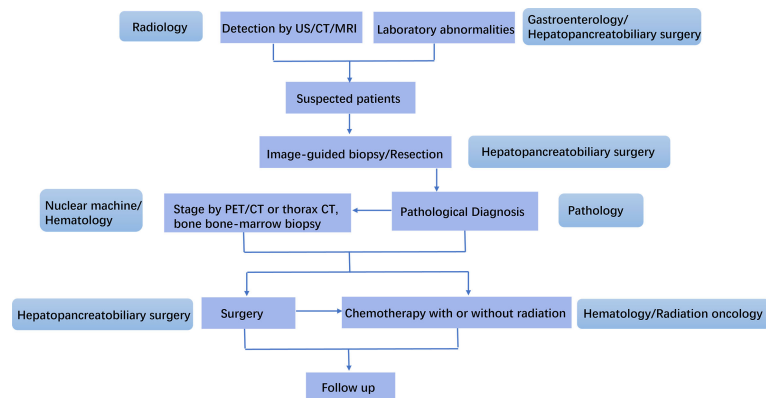 Radiology
Detection by US/CT/MRI
Laboratory abnormalities
Gastroenterology/
Hepatopancreatobiliary surgery
Suspected patients
Image-guided biopsy/Resection
Hepatopancreatobiliary surgery
Nuclear machine/
Hematology
Stage by PET/CT or thorax CT,
bone bone-marrow biopsy
Pathological Diagnosis
Pathology
Hepatopancreatobiliary surgery
Surgery
Chemotherapy with or without radiation
Hematology/Radiation oncology
Follow up